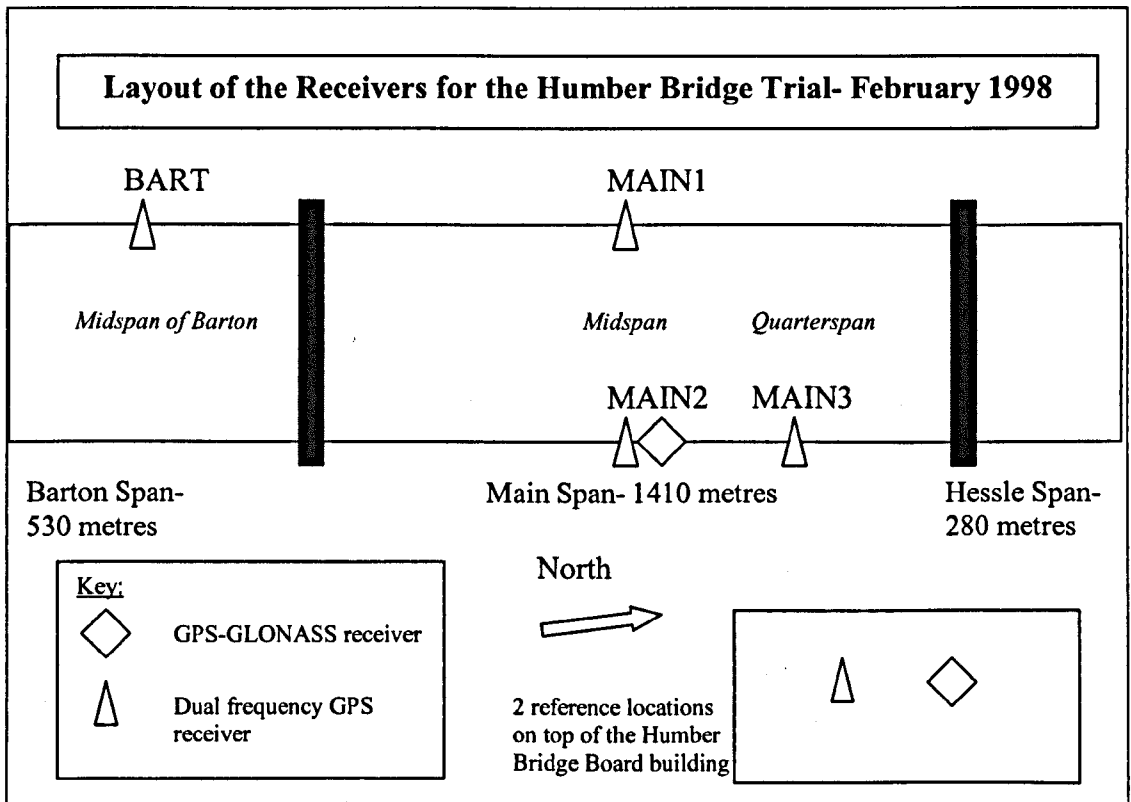 Layout of the Receivers for the Humber Bridge Trial- February 1998
BART
MAIN1
Midspan of Barton
Midspan
Quarterspan
MAIN2
MAIN3
Barton Span-
530 metres
Main Span- 1410 metres
Hessle Span-
280 metres
Key:
GPS-GLONASS receiver
Dual frequency GPS
receiver
North
2 reference locations
on top of the Humber
Bridge Board building